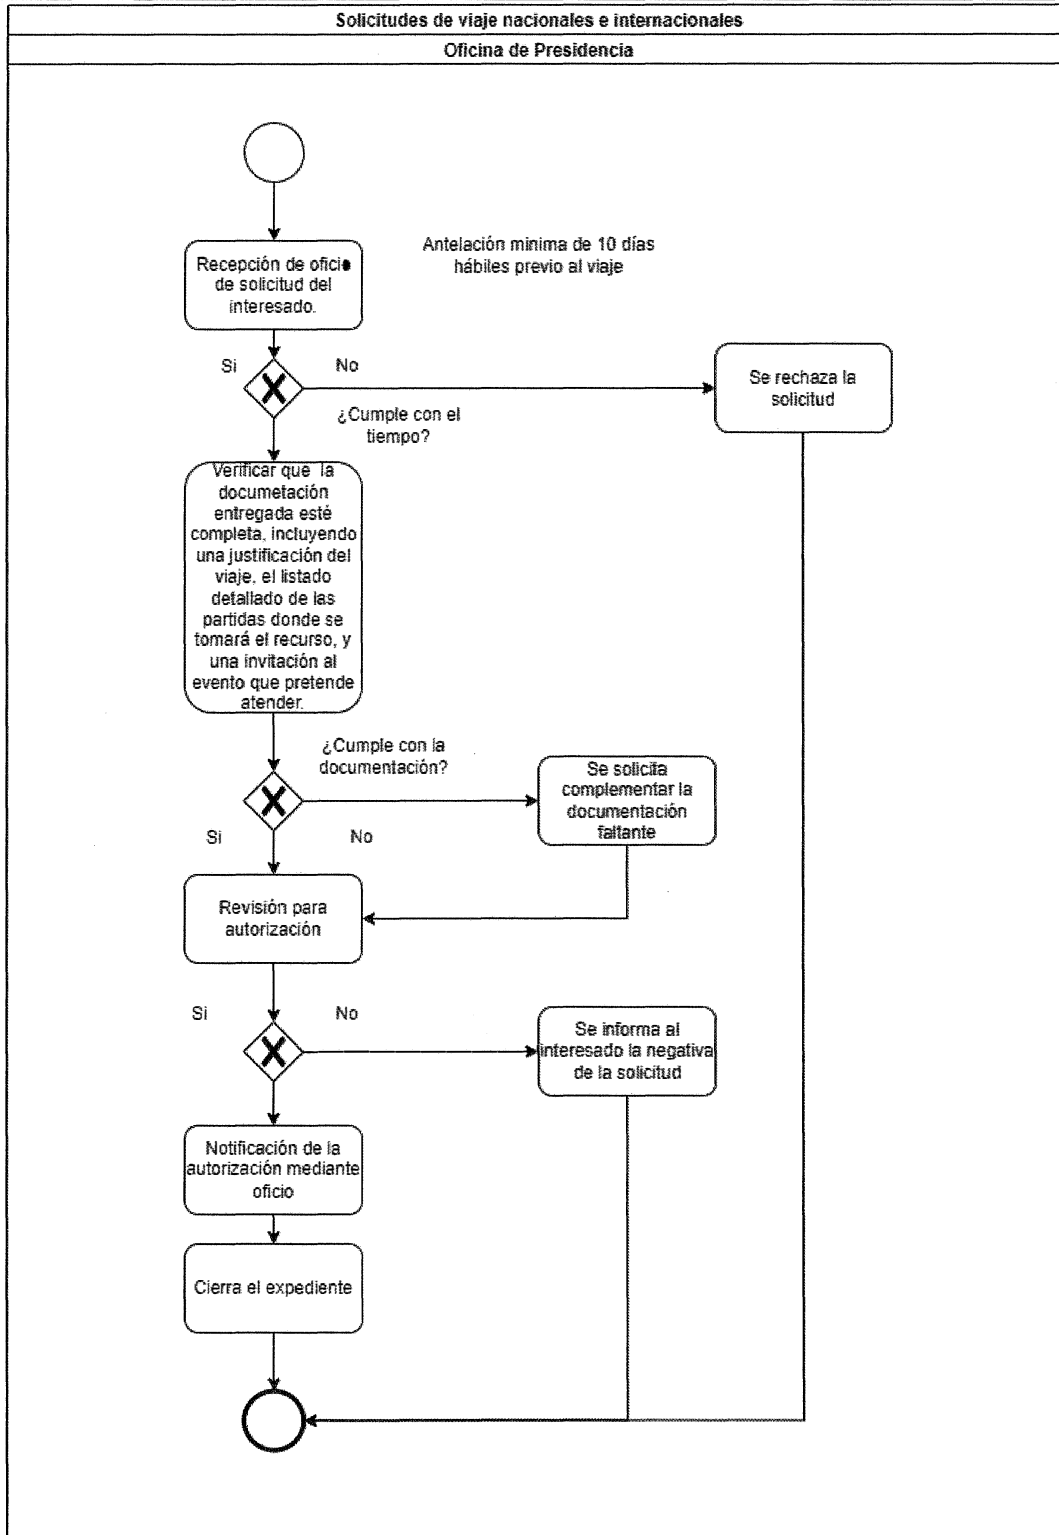 Solicitudes de viaje nacionales e internacionales
Oficina de Presidencia
Recepción de oficio
de solicitud del
interesado.
Antelación minima de 10 días
hábiles previo al viaje
Si
No
¿Cumple con el
tiempo?
Se rechaza la
solicitud
Verificar que la
documetación
entregada esté
completa, incluyendo
una justificación del
viaje, el listado
detallado de las
partidas donde se
tomará el recurso, y
una invitación al
evento que pretende
atender.
¿Cumple con la
documentación?
Si
No
Se solicita
complementar la
documentación
faltante
Revisión para
autorización
Si
No
Se informa al
interesado la negativa
de la solicitud
Notificación de la
autorización mediante
oficio
Cierra el expediente